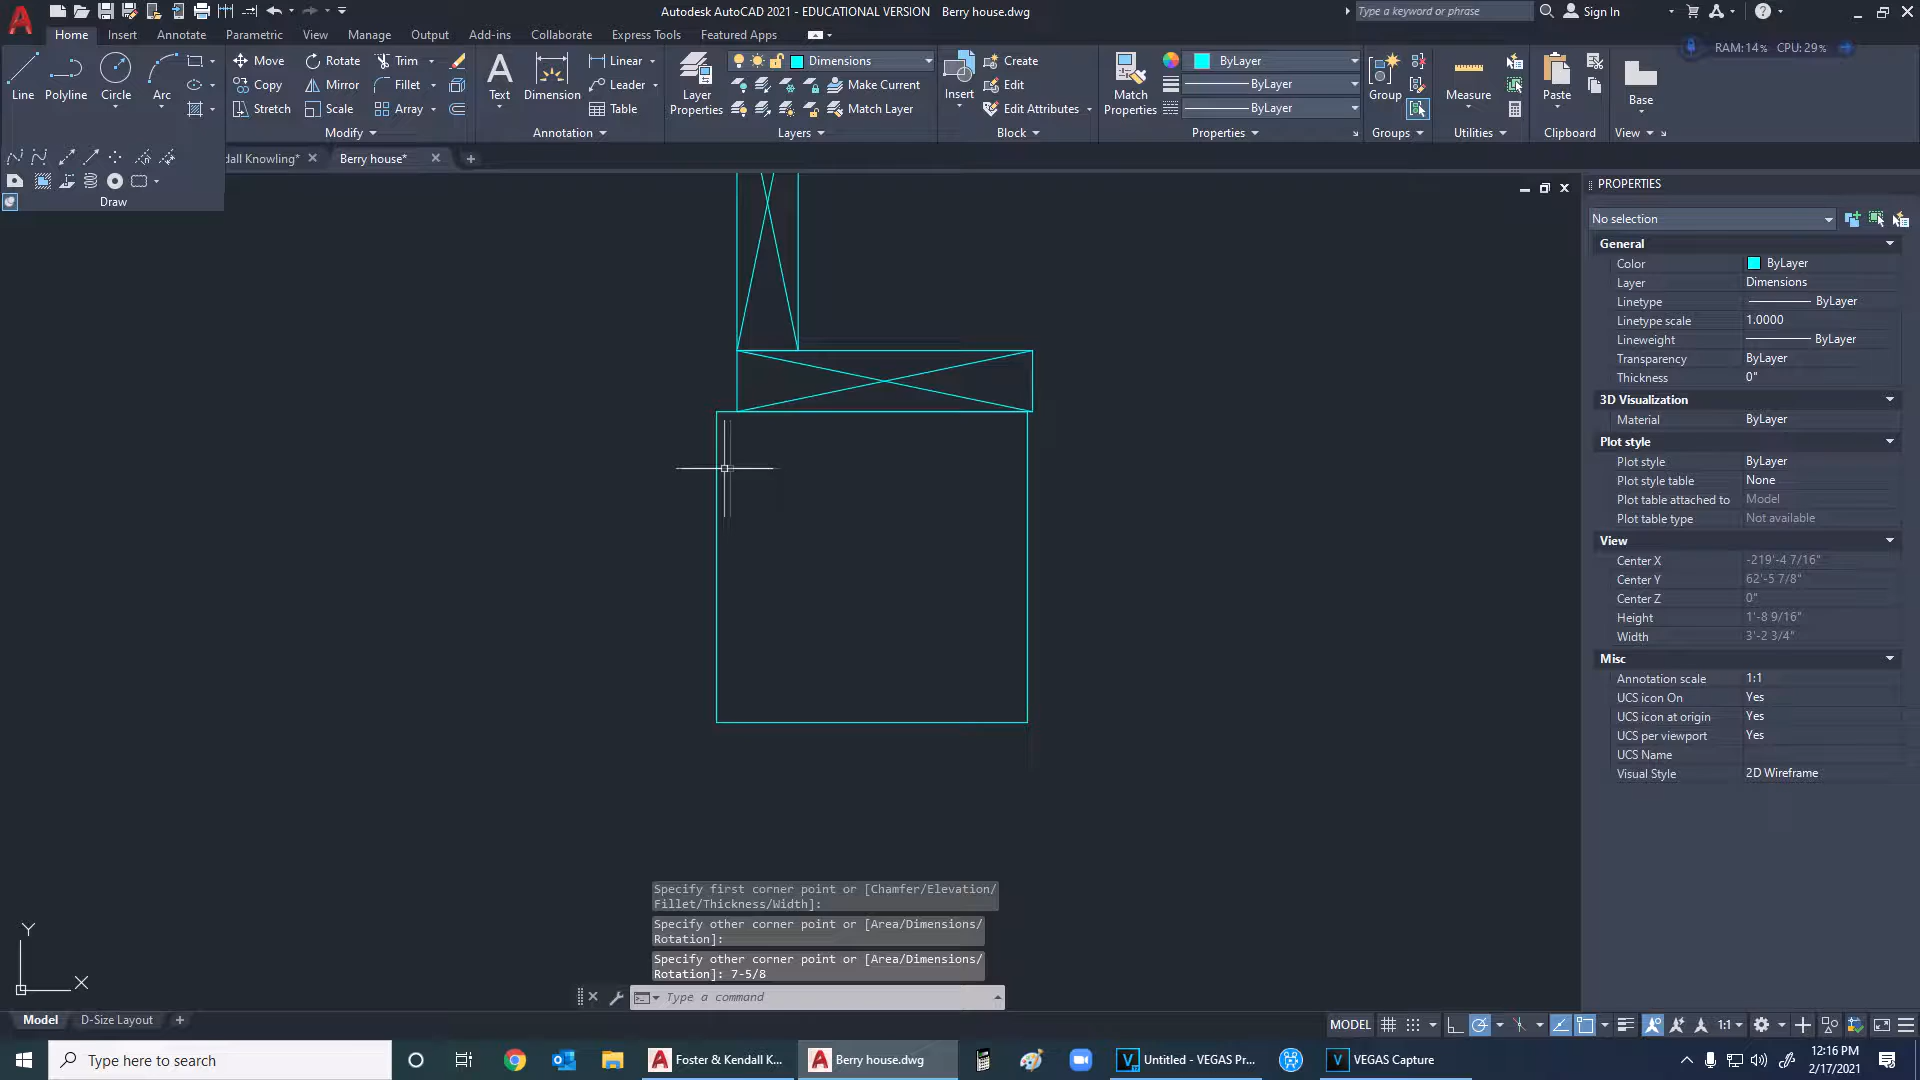 Autodesk AutoCAD 2021 - EDUCATIONAL VERSION Berry house.dwg
Type a keyword or phrase
Sign In
Home Insert Annotate Parametric View Manage Output Add-ins Collaborate Express Tools Featured Apps
RAM:14% CPU:29%
Line Polyline Circle Arc
Move Rotate Trim
Copy Mirror Fillet
Stretch Scale Array
Modify
Text Dimension
Linear
Leader
Table
Annotation
Layer
Properties
Dimensions
Make Current
Match Layer
Layers
Insert
Create
Edit
Edit Attributes
Block
Match
Properties
ByLayer
ByLayer
ByLayer
Properties
Group
Groups
Measure
Utilities
Paste
Clipboard
Base
View
dall Knowling*
Berry house*
Draw
PROPERTIES
No selection
General
Color ByLayer
Layer Dimensions
Linetype ByLayer
Linetype scale 1.0000
Lineweight ByLayer
Transparency ByLayer
Thickness 0"
3D Visualization
Material ByLayer
Plot style
Plot style ByLayer
Plot style table None
Plot table attached to Model
Plot table type Not available
View
Center X -219'-4 7/16"
Center Y 62'-5 7/8"
Center Z 0"
Height 1'-8 9/16"
Width 3'-2 3/4"
Misc
Annotation scale 1:1
UCS icon On Yes
UCS icon at origin Yes
UCS per viewport Yes
UCS Name
Visual Style 2D Wireframe
Specify first corner point or [Chamfer/Elevation/
Fillet/Thickness/Width]:
Specify other corner point or [Area/Dimensions/
Rotation]:
Specify other corner point or [Area/Dimensions/
Rotation]: 7-5/8
Y
X
Type a command
Model D-Size Layout
MODEL
1:1
Type here to search
Foster & Kendall K...
Berry house.dwg
Untitled - VEGAS Pr...
VEGAS Capture
12:16 PM
2/17/2021